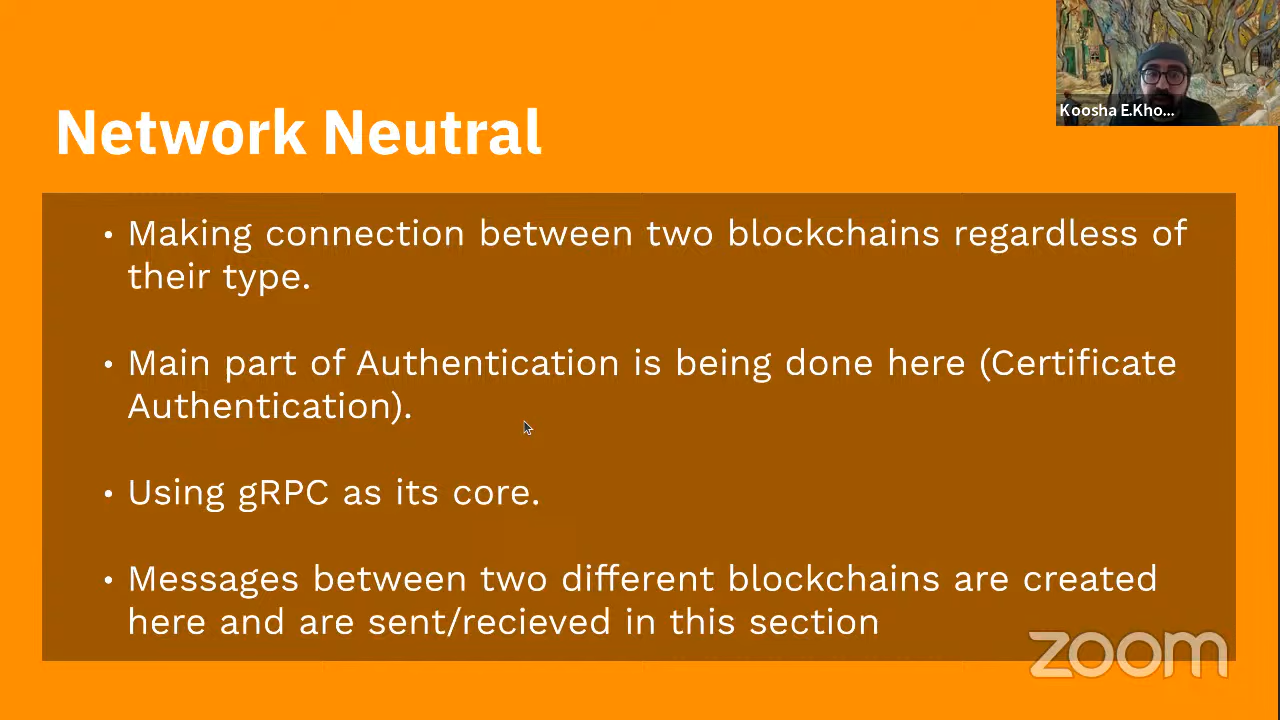 Koosha E.Kho...
Network Neutral
• Making connection between two blockchains regardless of
their type.
• Main part of Authentication is being done here (Certificate
Authentication).
• Using gRPC as its core.
• Messages between two different blockchains are created
here and are sent/recieved in this section
zoom